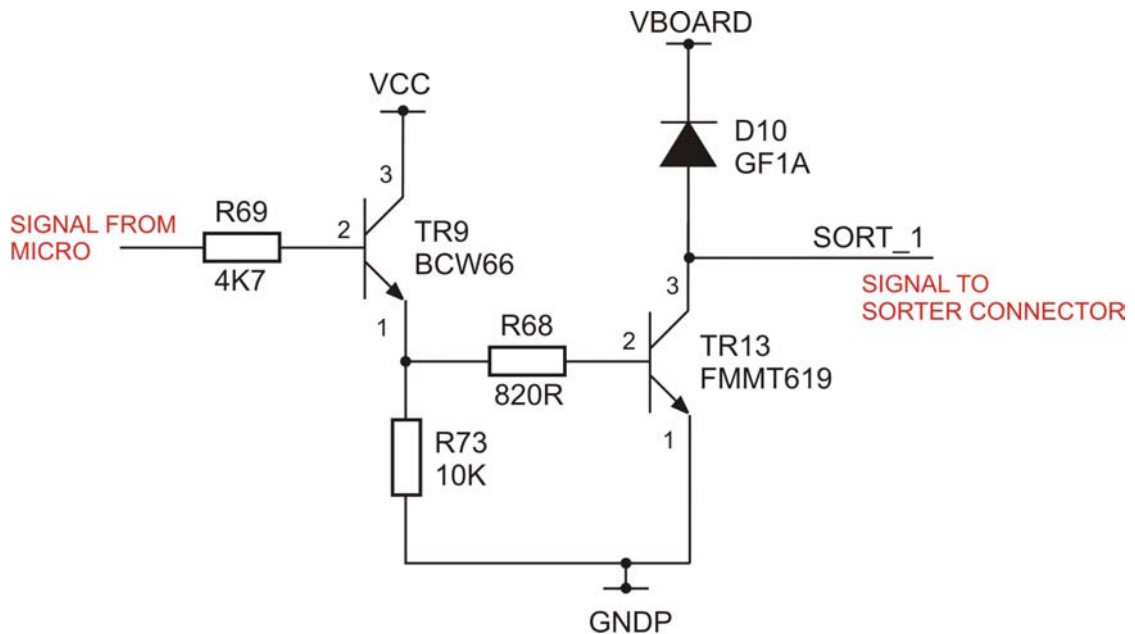 VBOARD
VCC
D10
GF1A
3
R69
SIGNAL FROM
MICRO
2
TR9
BCW66
4K7
SORT_1
3
SIGNAL TO
SORTER CONNECTOR
1
R68
2
TR13
FMMT619
820R
R73
10K
1
GNDP